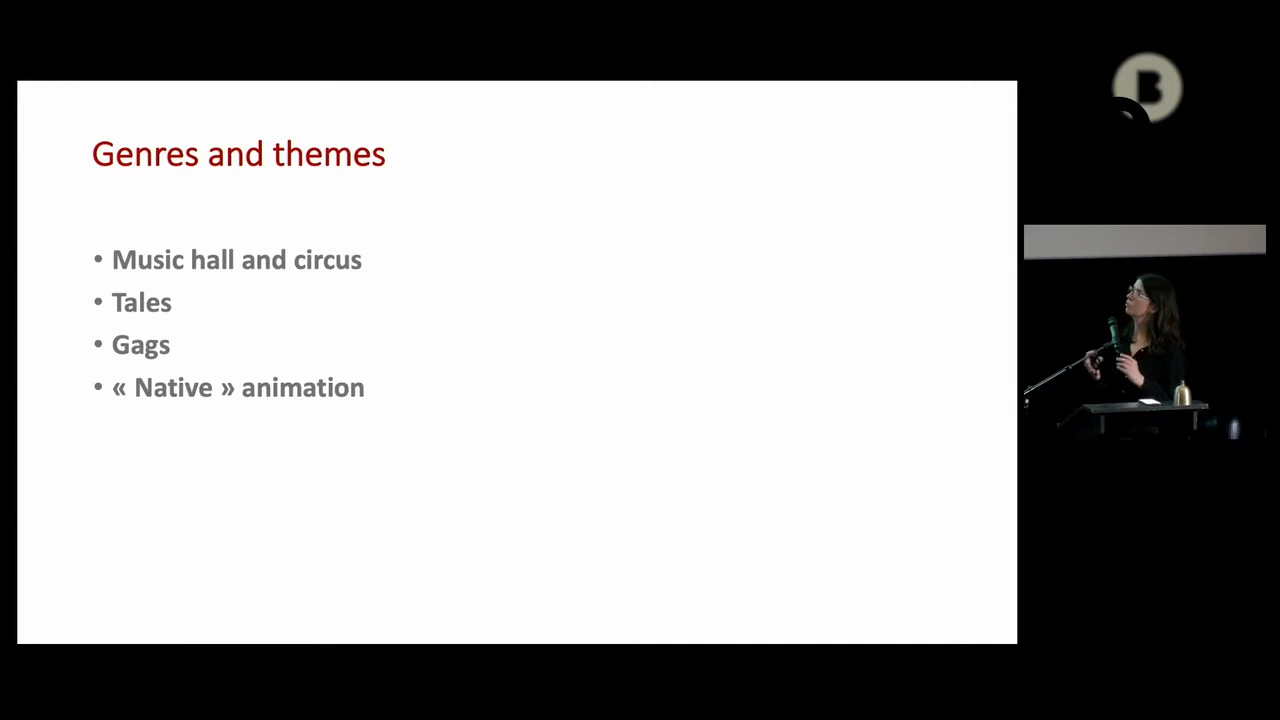 Genres and themes
• Music hall and circus
• Tales
• Gags
• « Native » animation
B